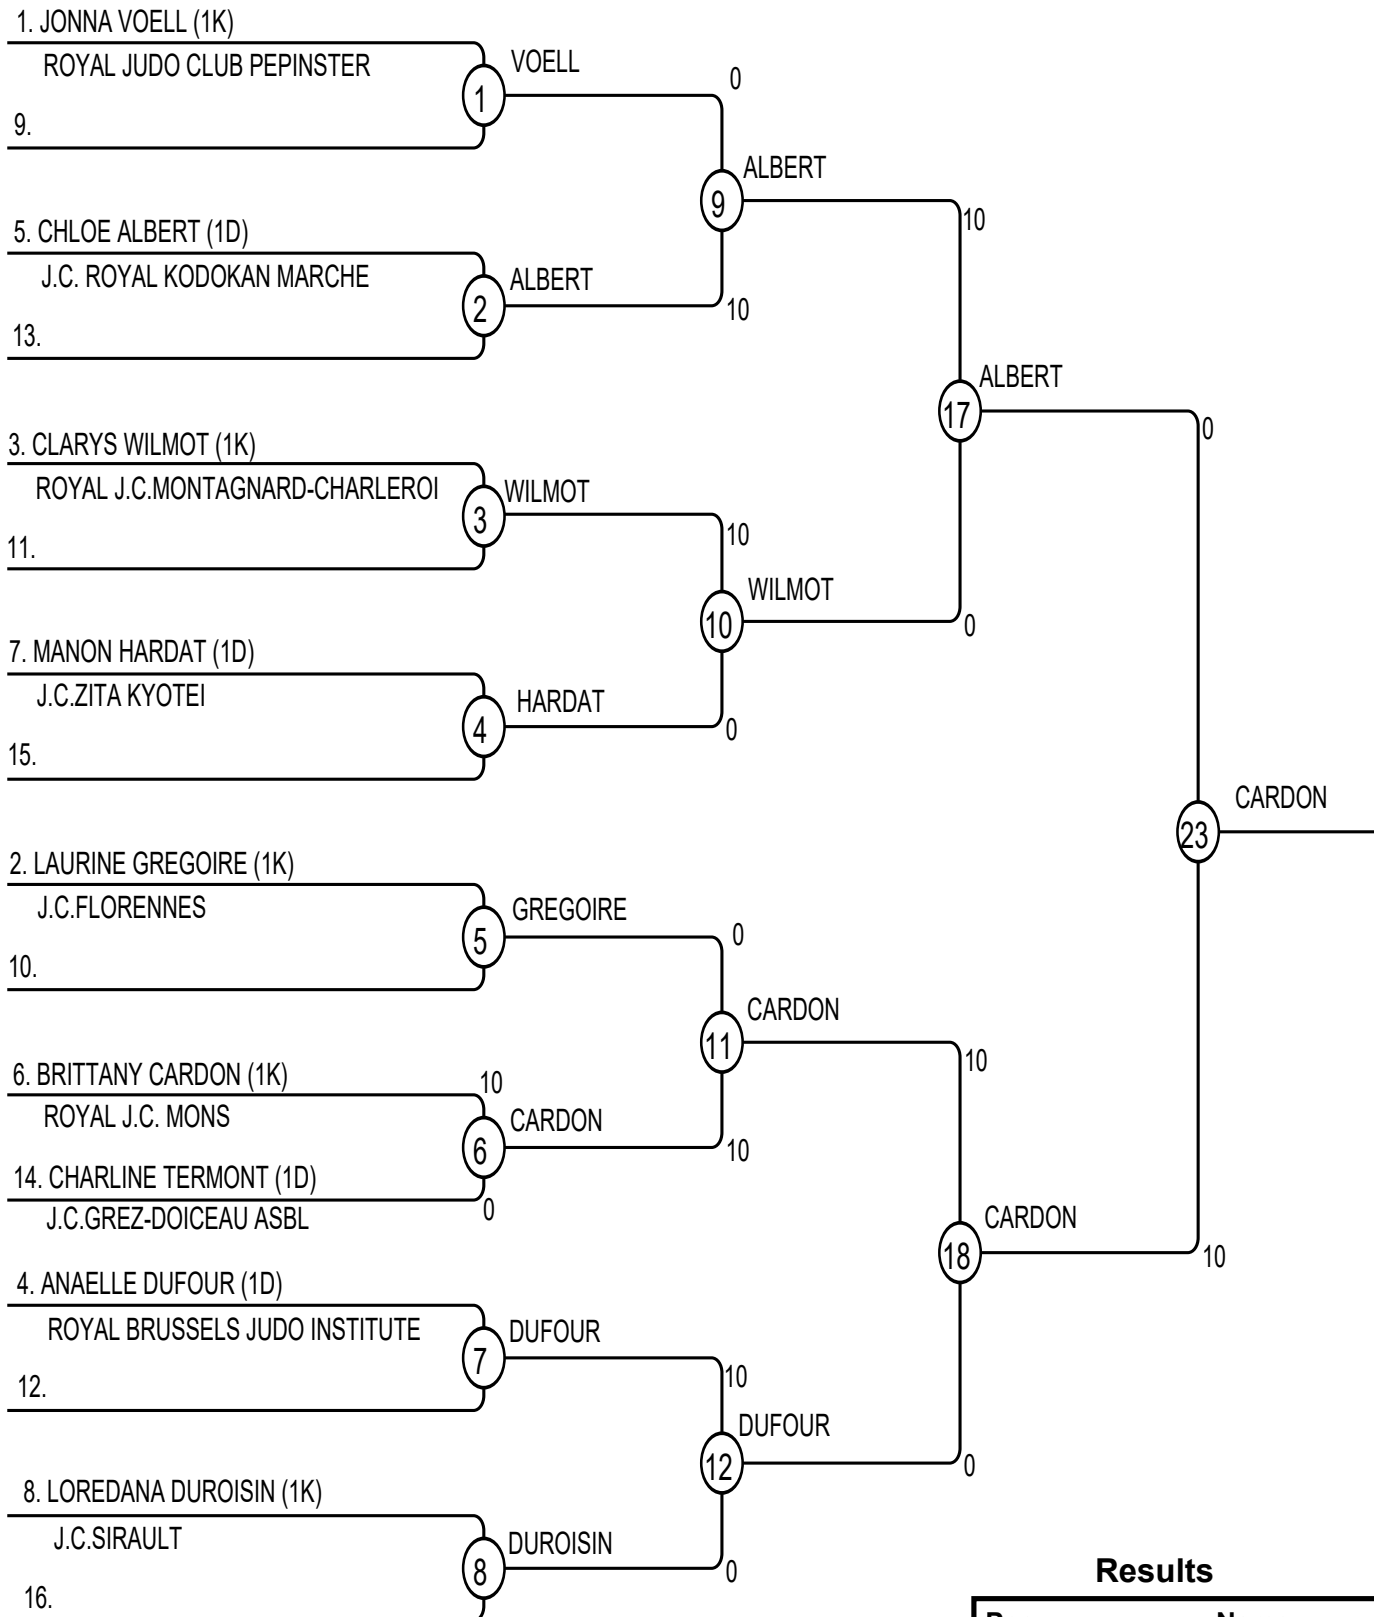 1. JONNA VOELL (1K)
ROYAL JUDO CLUB PEPINSTER
9.
1
VOELL
0
5. CHLOE ALBERT (1D)
J.C. ROYAL KODOKAN MARCHE
13.
2
ALBERT
10
9
ALBERT
10
3. CLARYS WILMOT (1K)
ROYAL J.C.MONTAGNARD-CHARLEROI
11.
3
WILMOT
10
7. MANON HARDAT (1D)
J.C.ZITA KYOTEI
15.
4
HARDAT
0
10
WILMOT
0
17
ALBERT
0
2. LAURINE GREGOIRE (1K)
J.C.FLORENNES
10.
5
GREGOIRE
0
6. BRITTANY CARDON (1K)
10
ROYAL J.C. MONS
14. CHARLINE TERMONT (1D)
0
J.C.GREZ-DOICEAU ASBL
6
CARDON
10
11
CARDON
10
4. ANAELLE DUFOUR (1D)
ROYAL BRUSSELS JUDO INSTITUTE
12.
7
DUFOUR
10
8. LOREDANA DUROISIN (1K)
J.C.SIRAULT
16.
8
DUROISIN
0
12
DUFOUR
0
18
CARDON
10
23
CARDON
Results